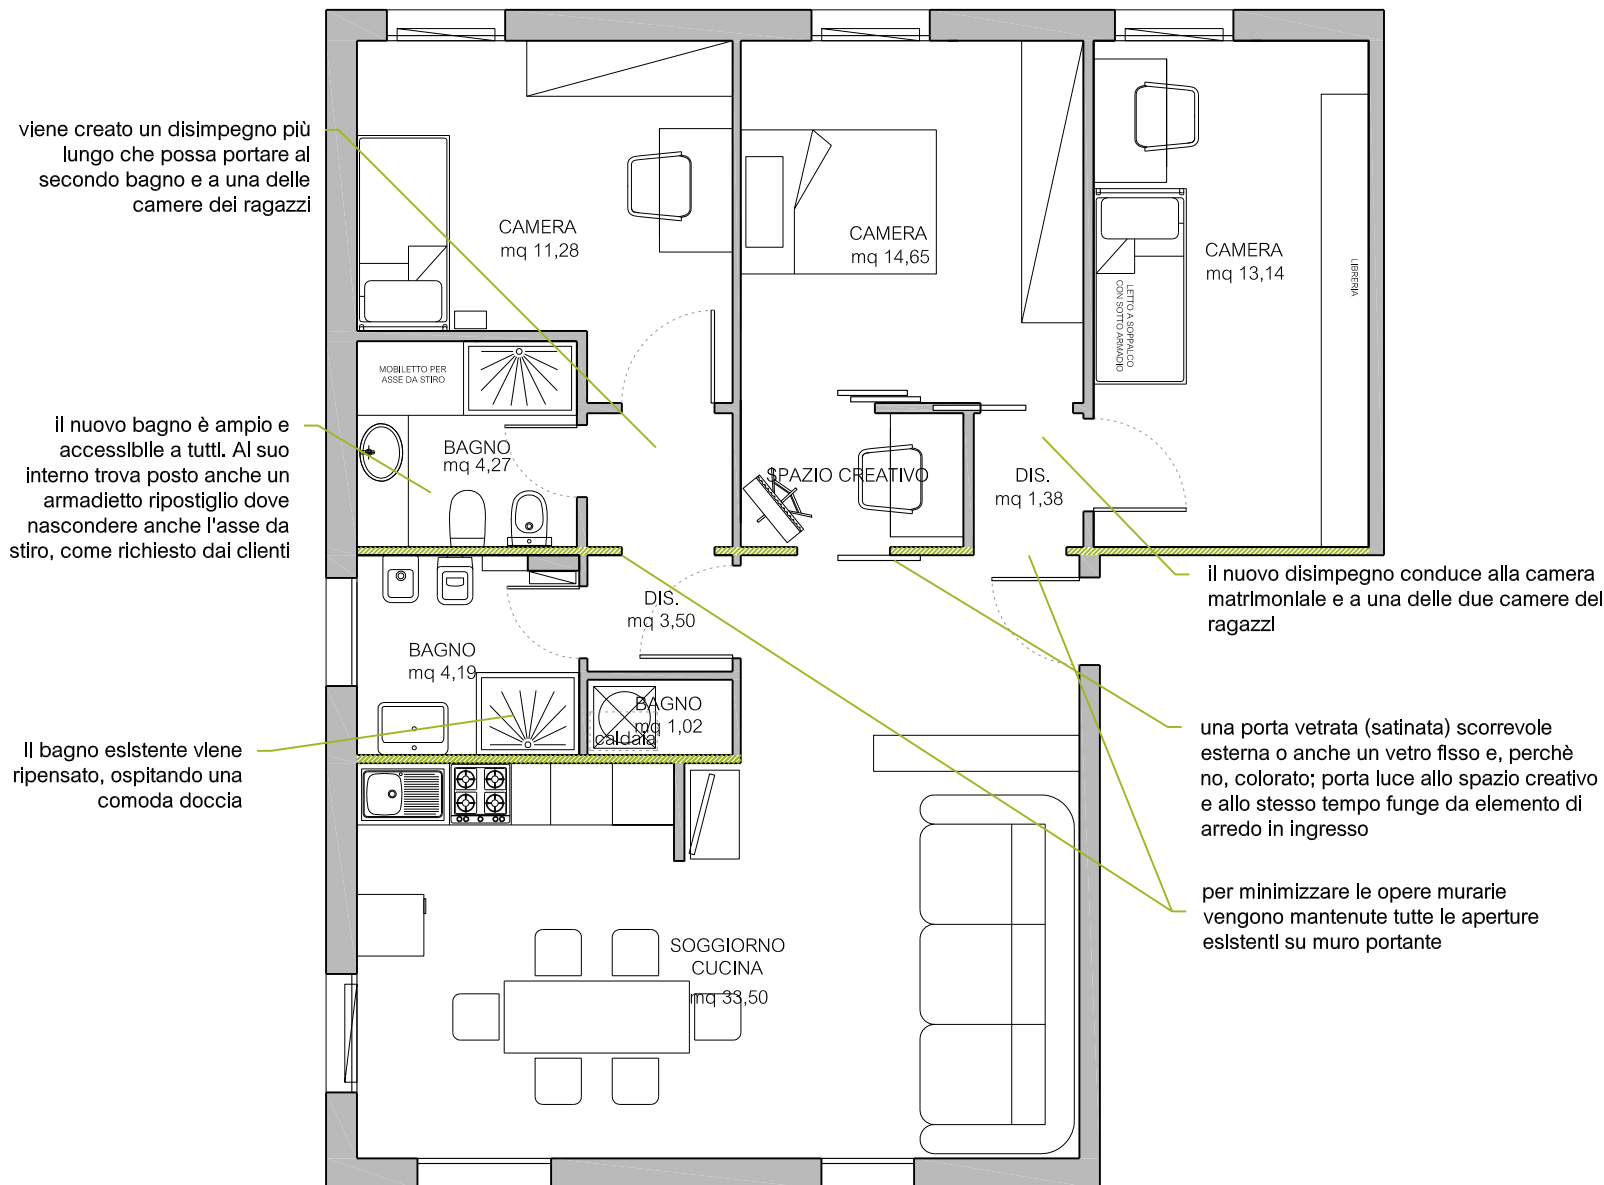 viene creato un disimpegno più
lungo che possa portare al
secondo bagno e a una delle
camere dei ragazzi
CAMERA
mq 11,28
CAMERA
mq 14,65
CAMERA
mq 13,14
LIBRERIA
LETTO A SOPPALCO
CON SOTTO ARMADIO
MOBILETTO PER
ASSE DA STIRO
il nuovo bagno è ampio e
accessibile a tutti. Al suo
interno trova posto anche un
armadietto ripostiglio dove
nascondere anche l'asse da
stiro, come richiesto dai clienti
BAGNO
mq 4,27
SPAZIO CREATIVO
DIS.
mq 1,38
il nuovo disimpegno conduce alla camera
matrimoniale e a una delle due camere dei
ragazzi
DIS.
mq 3,50
BAGNO
mq 4,19
BAGNO
mq 1,02
caldaia
Il bagno esistente viene
ripensato, ospitando una
comoda doccia
una porta vetrata (satinata) scorrevole
esterna o anche un vetro fisso e, perchè
no, colorato; porta luce allo spazio creativo
e allo stesso tempo funge da elemento di
arredo in ingresso
per minimizzare le opere murarie
vengono mantenute tutte le aperture
esistenti su muro portante
SOGGIORNO
CUCINA
mq 33,50